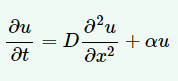 ∂u/∂t = D ∂²u/∂x² + αu